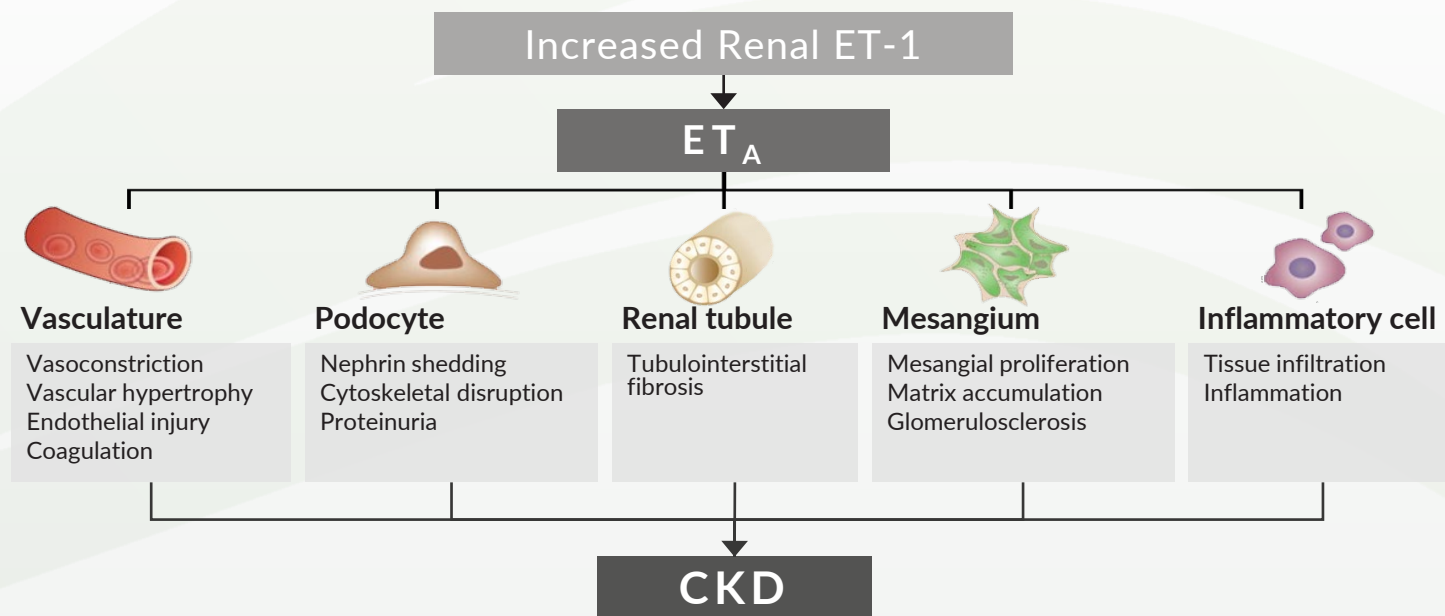 Increased Renal ET-1
ETA
Vasculature
Vasoconstriction
Vascular hypertrophy
Endothelial injury
Coagulation
Podocyte
Nephrin shedding
Cytoskeletal disruption
Proteinuria
Renal tubule
Tubulointerstitial
fibrosis
Mesangium
Mesangial proliferation
Matrix accumulation
Glomerulosclerosis
Inflammatory cell
Tissue infiltration
Inflammation
CKD